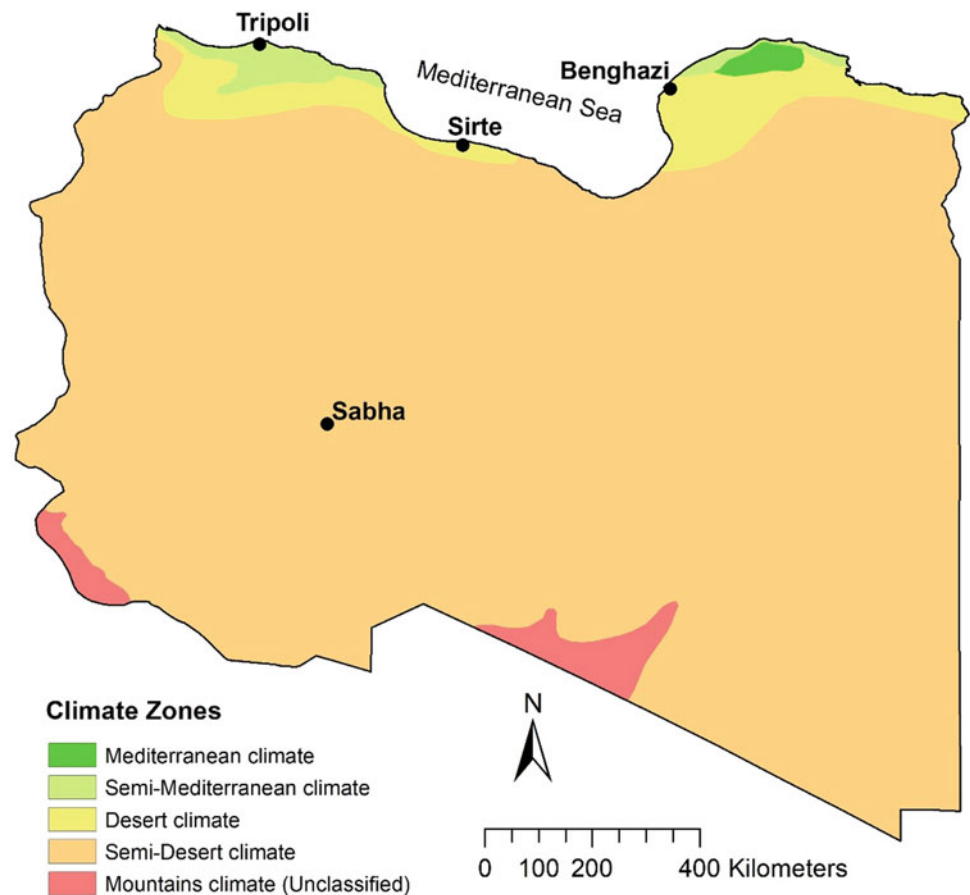 Tripoli
Benghazi
Mediterranean Sea
Sirte
Sabha
Climate Zones
Mediterranean climate
Semi-Mediterranean climate
Desert climate
Semi-Desert climate
Mountains climate (Unclassified)
N
0 100 200 400 Kilometers